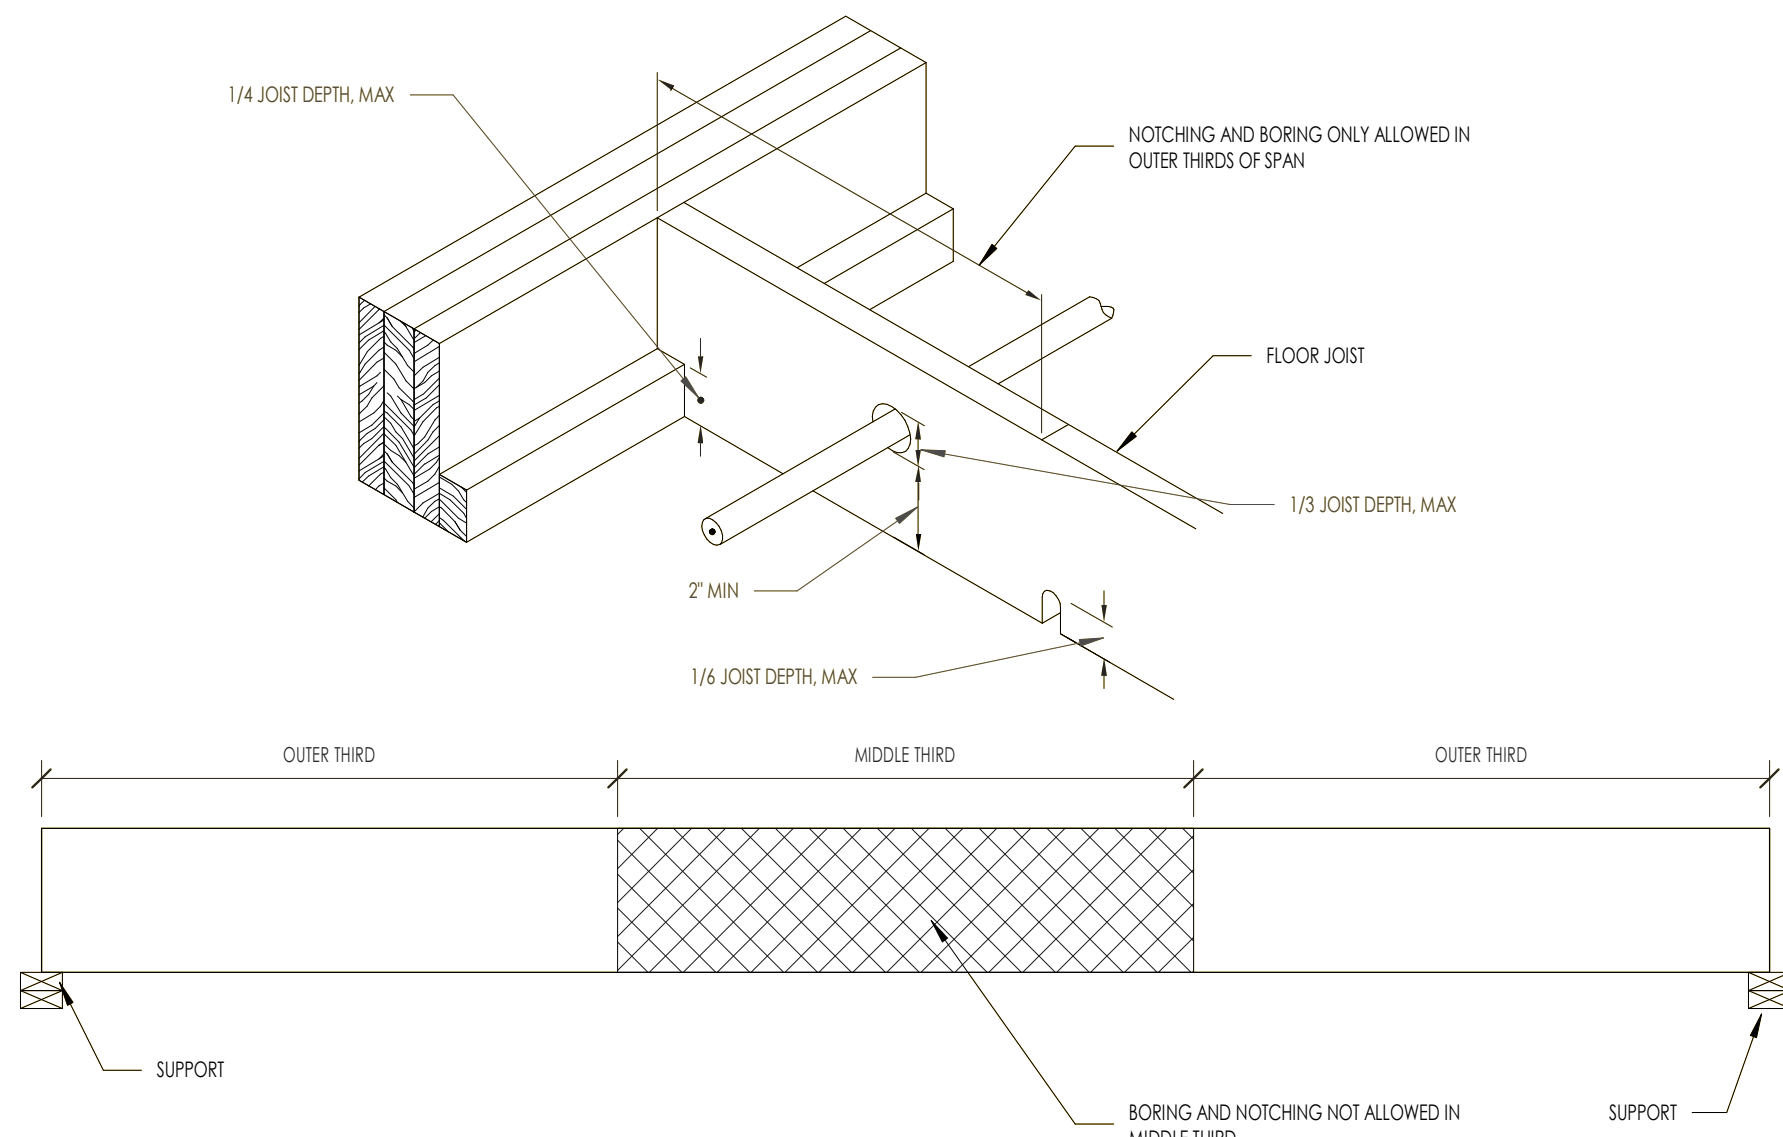 1/4 JOIST DEPTH, MAX
NOTCHING AND BORING ONLY ALLOWED IN
OUTER THIRDS OF SPAN
FLOOR JOIST
1/3 JOIST DEPTH, MAX
2" MIN
1/6 JOIST DEPTH, MAX
OUTER THIRD
MIDDLE THIRD
OUTER THIRD
SUPPORT
BORING AND NOTCHING NOT ALLOWED IN
MIDDLE THIRD
SUPPORT